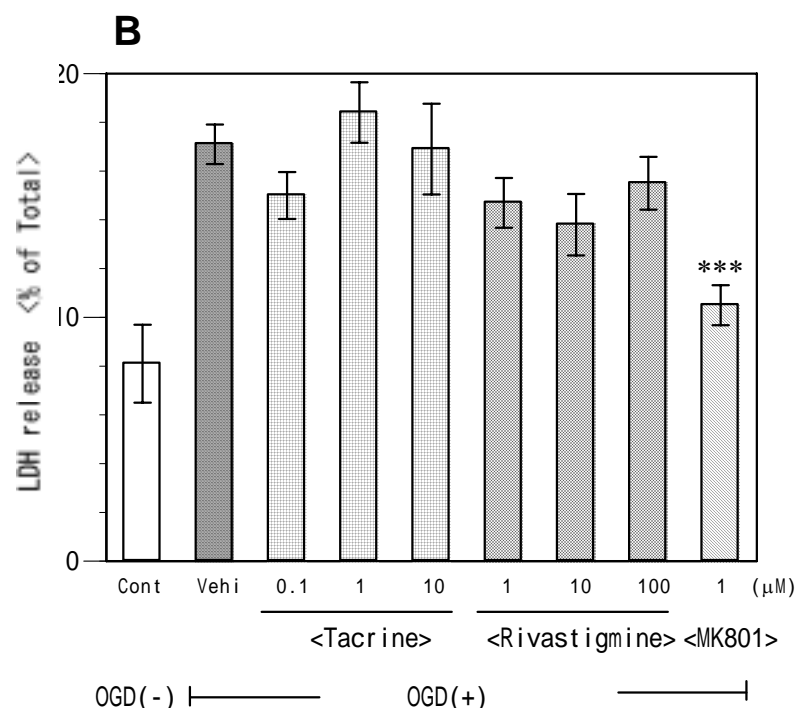 B
20
10
0
LDH release <% of Total>
***
Cont Vehi 0.1 1 10 1 10 100 1 (μM)
<Tacrine> <Rivastigmine> <MK801>
OGD(-) OGD(+)